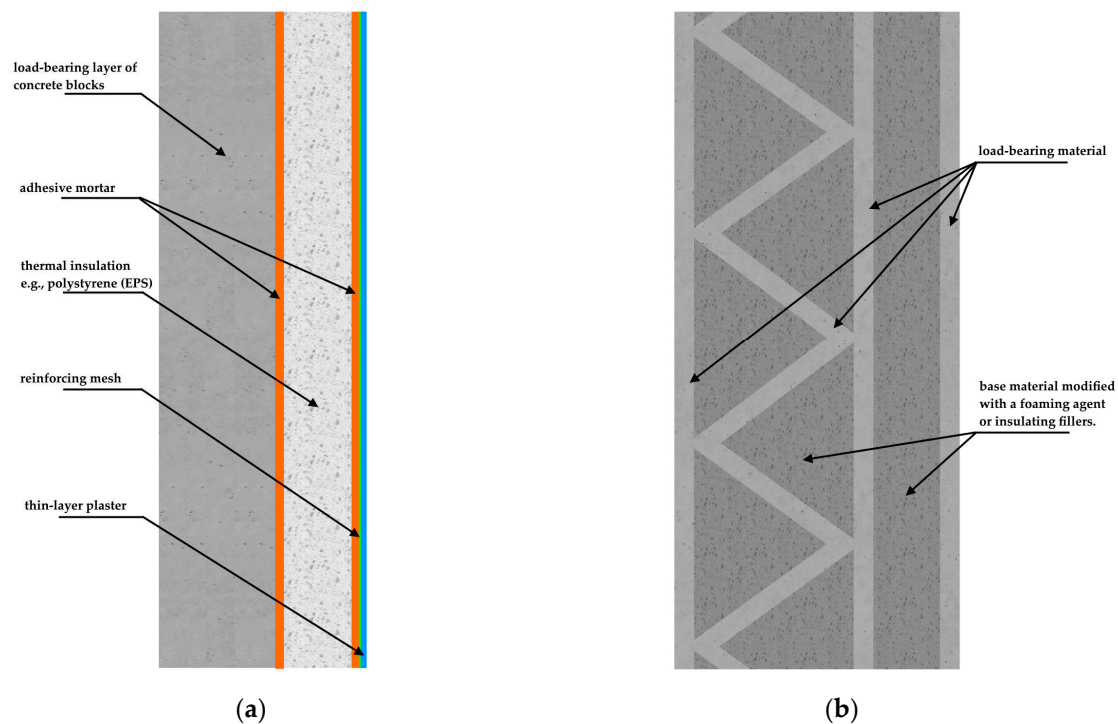 load-bearing layer of
concrete blocks
adhesive mortar
thermal insulation
e.g., polystyrene (EPS)
reinforcing mesh
thin-layer plaster
(a)
load-bearing material
base material modified
with a foaming agent
or insulating fillers.
(b)